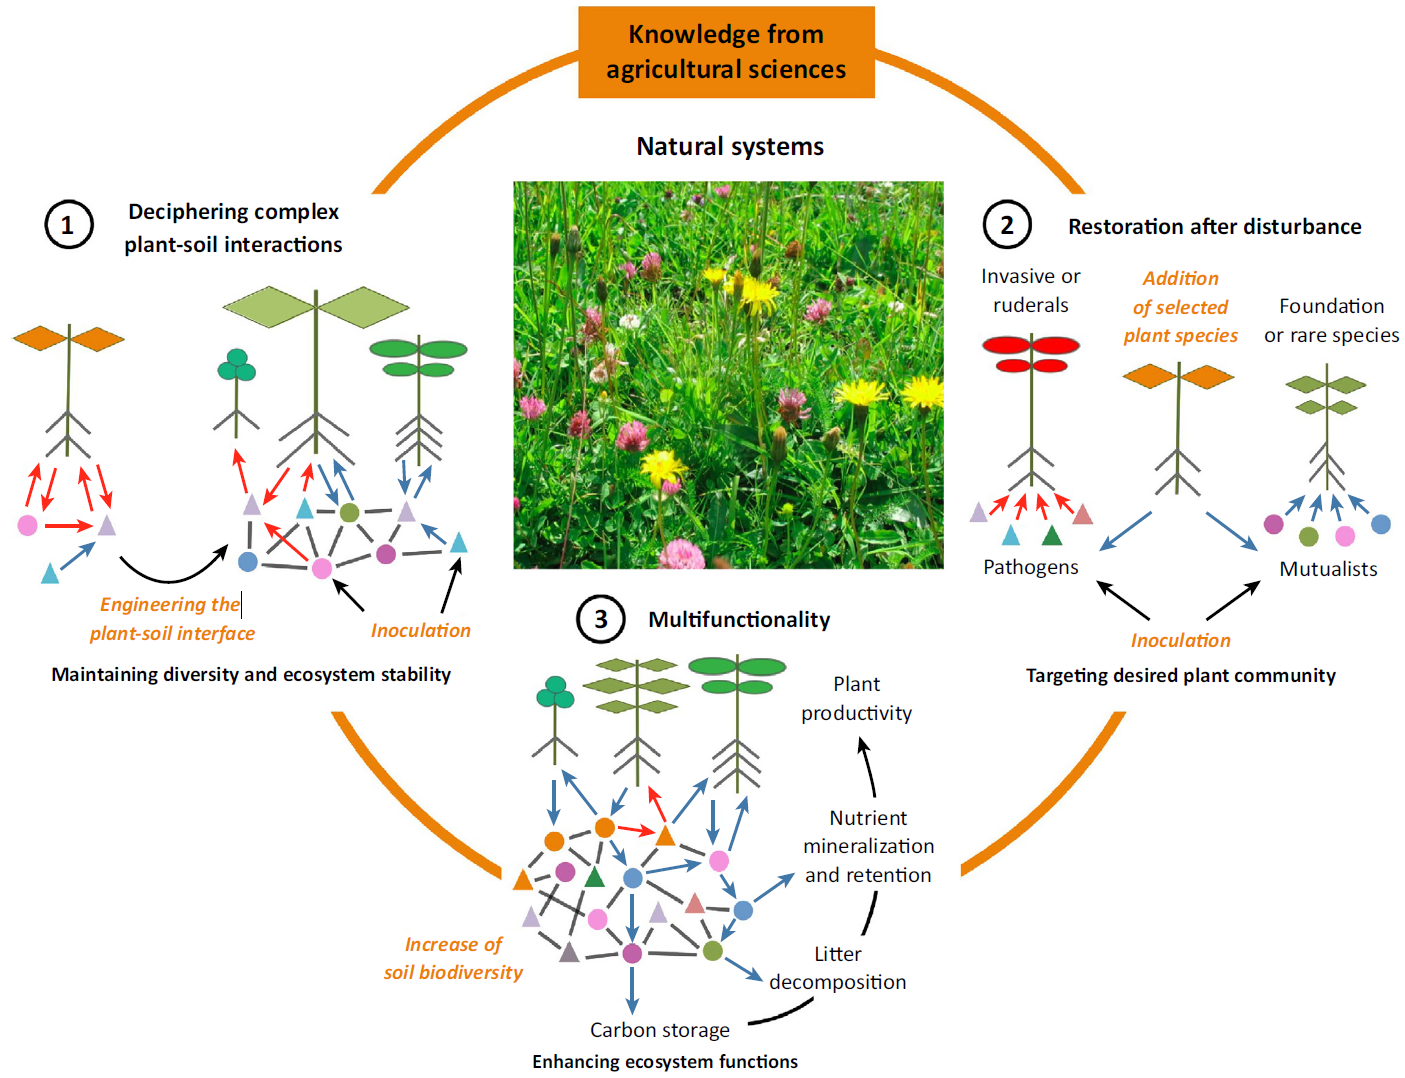 Knowledge from
agricultural sciences
Natural systems
1
Deciphering complex
plant-soil interactions
Engineering the
plant-soil interface
Inoculation
Maintaining diversity and ecosystem stability
2
Restoration after disturbance
Invasive or
ruderals
Addition
of selected
plant species
Foundation
or rare species
Pathogens
Mutualists
Inoculation
Targeting desired plant community
3
Multifunctionality
Plant
productivity
Nutrient
mineralization
and retention
Litter
decomposition
Increase of
soil biodiversity
Carbon storage
Enhancing ecosystem functions